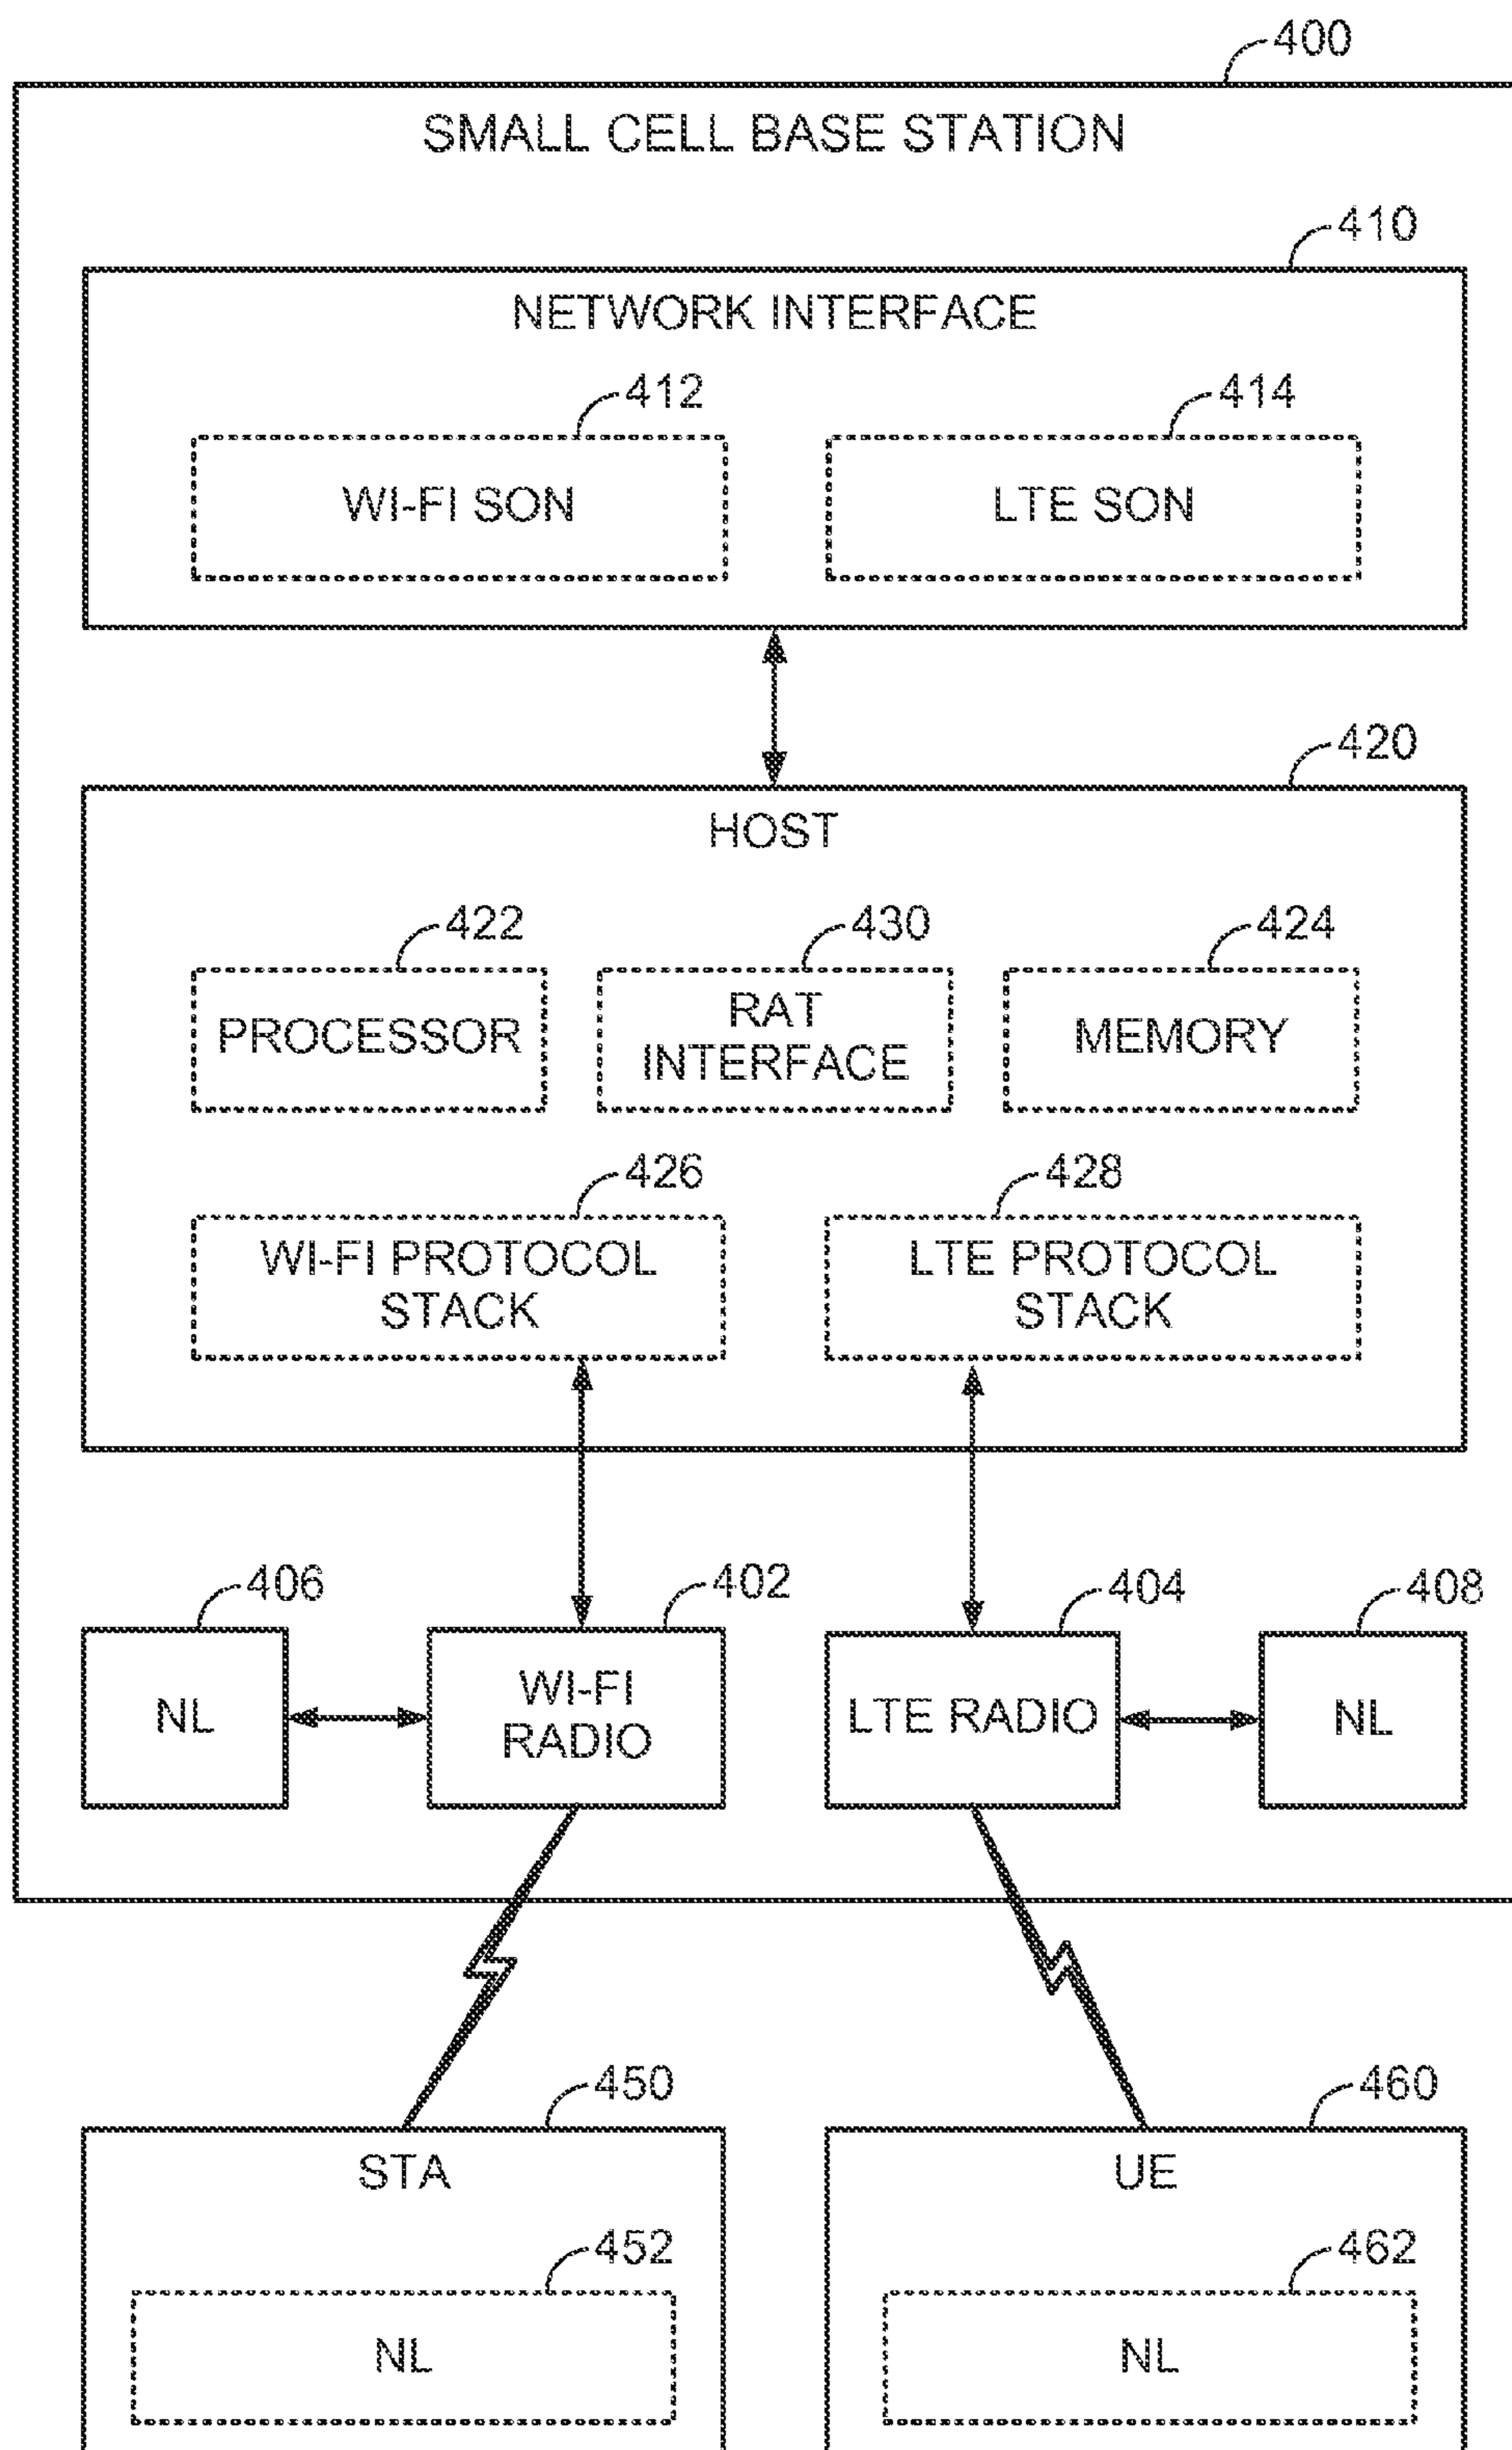 400
SMALL CELL BASE STATION
410
NETWORK INTERFACE
412
414
WI-FI SON
LTE SON
420
HOST
422
430
424
PROCESSOR
RAT
INTERFACE
MEMORY
426
428
WI-FI PROTOCOL
STACK
LTE PROTOCOL
STACK
406
402
404
408
NL
WI-FI
RADIO
LTE RADIO
NL
450
460
STA
UE
452
462
NL
NL